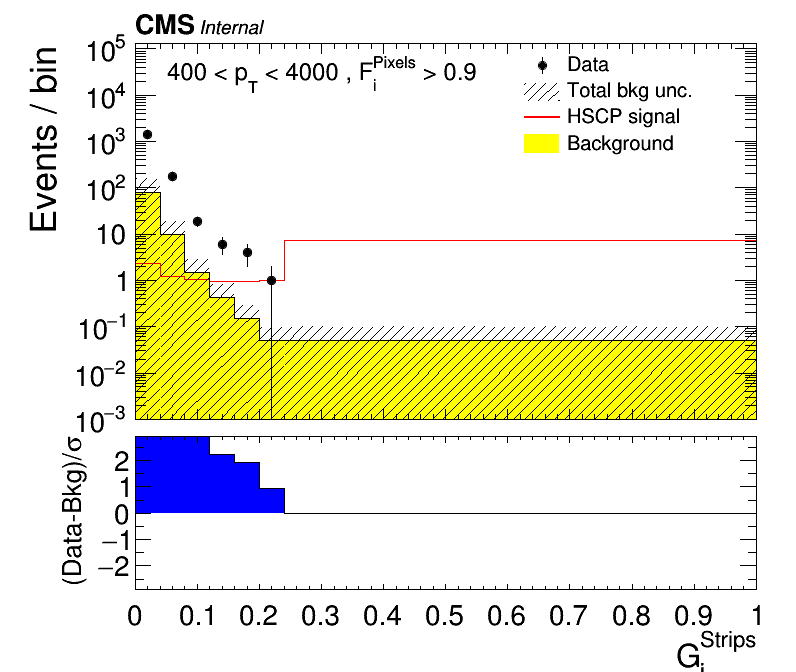 CMS Internal
Events / bin
10^5
10^4
10^3
10^2
10
1
10^−1
10^−2
10^−3
400 < p_T < 4000 , F_i^Pixels > 0.9
Data
Total bkg unc.
HSCP signal
Background
(Data-Bkg)/σ
2
1
0
−1
−2
0 0.1 0.2 0.3 0.4 0.5 0.6 0.7 0.8 0.9 1
G_i^Strips